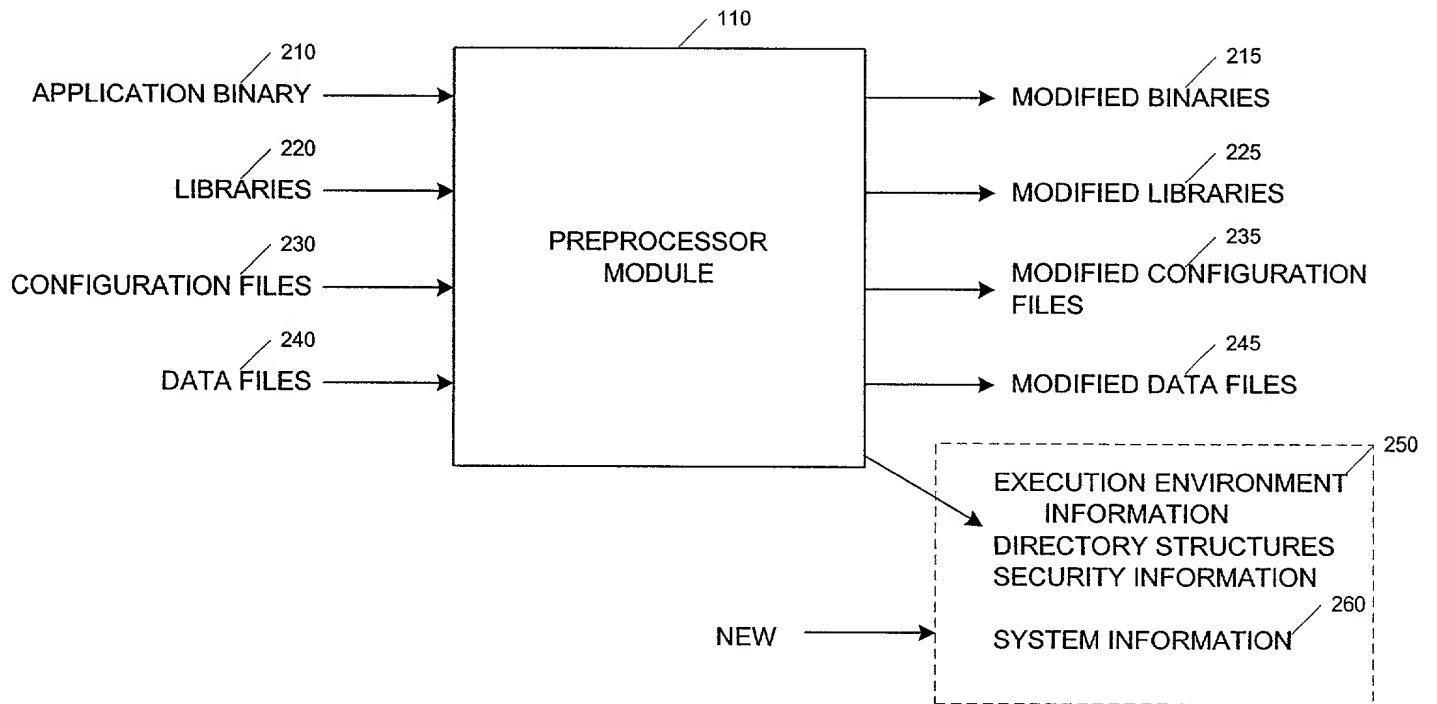 110
210
APPLICATION BINARY
215
MODIFIED BINARIES
220
LIBRARIES
225
MODIFIED LIBRARIES
PREPROCESSOR
MODULE
230
CONFIGURATION FILES
235
MODIFIED CONFIGURATION
FILES
240
DATA FILES
245
MODIFIED DATA FILES
250
EXECUTION ENVIRONMENT
INFORMATION
DIRECTORY STRUCTURES
SECURITY INFORMATION
260
NEW
SYSTEM INFORMATION